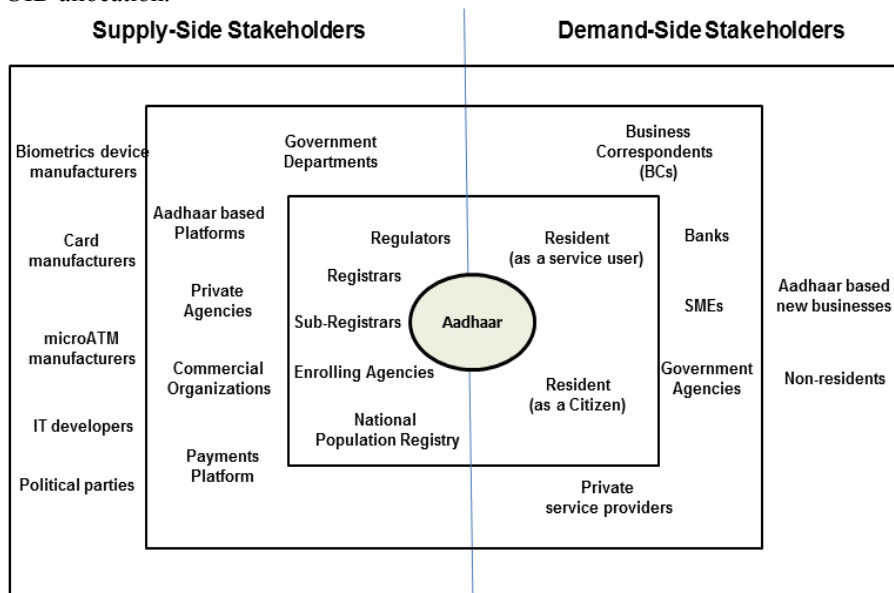 Supply-Side Stakeholders
Demand-Side Stakeholders
Biometrics device
manufacturers
Card
manufacturers
microATM
manufacturers
IT developers
Political parties
Government
Departments
Aadhaar based
Platforms
Private
Agencies
Commercial
Organizations
Payments
Platform
Regulators
Registrars
Sub-Registrars
Enrolling Agencies
National
Population Registry
Aadhaar
Resident
(as a service user)
Resident
(as a Citizen)
Business
Correspondents
(BCs)
Banks
SMEs
Government
Agencies
Private
service providers
Aadhaar based
new businesses
Non-residents